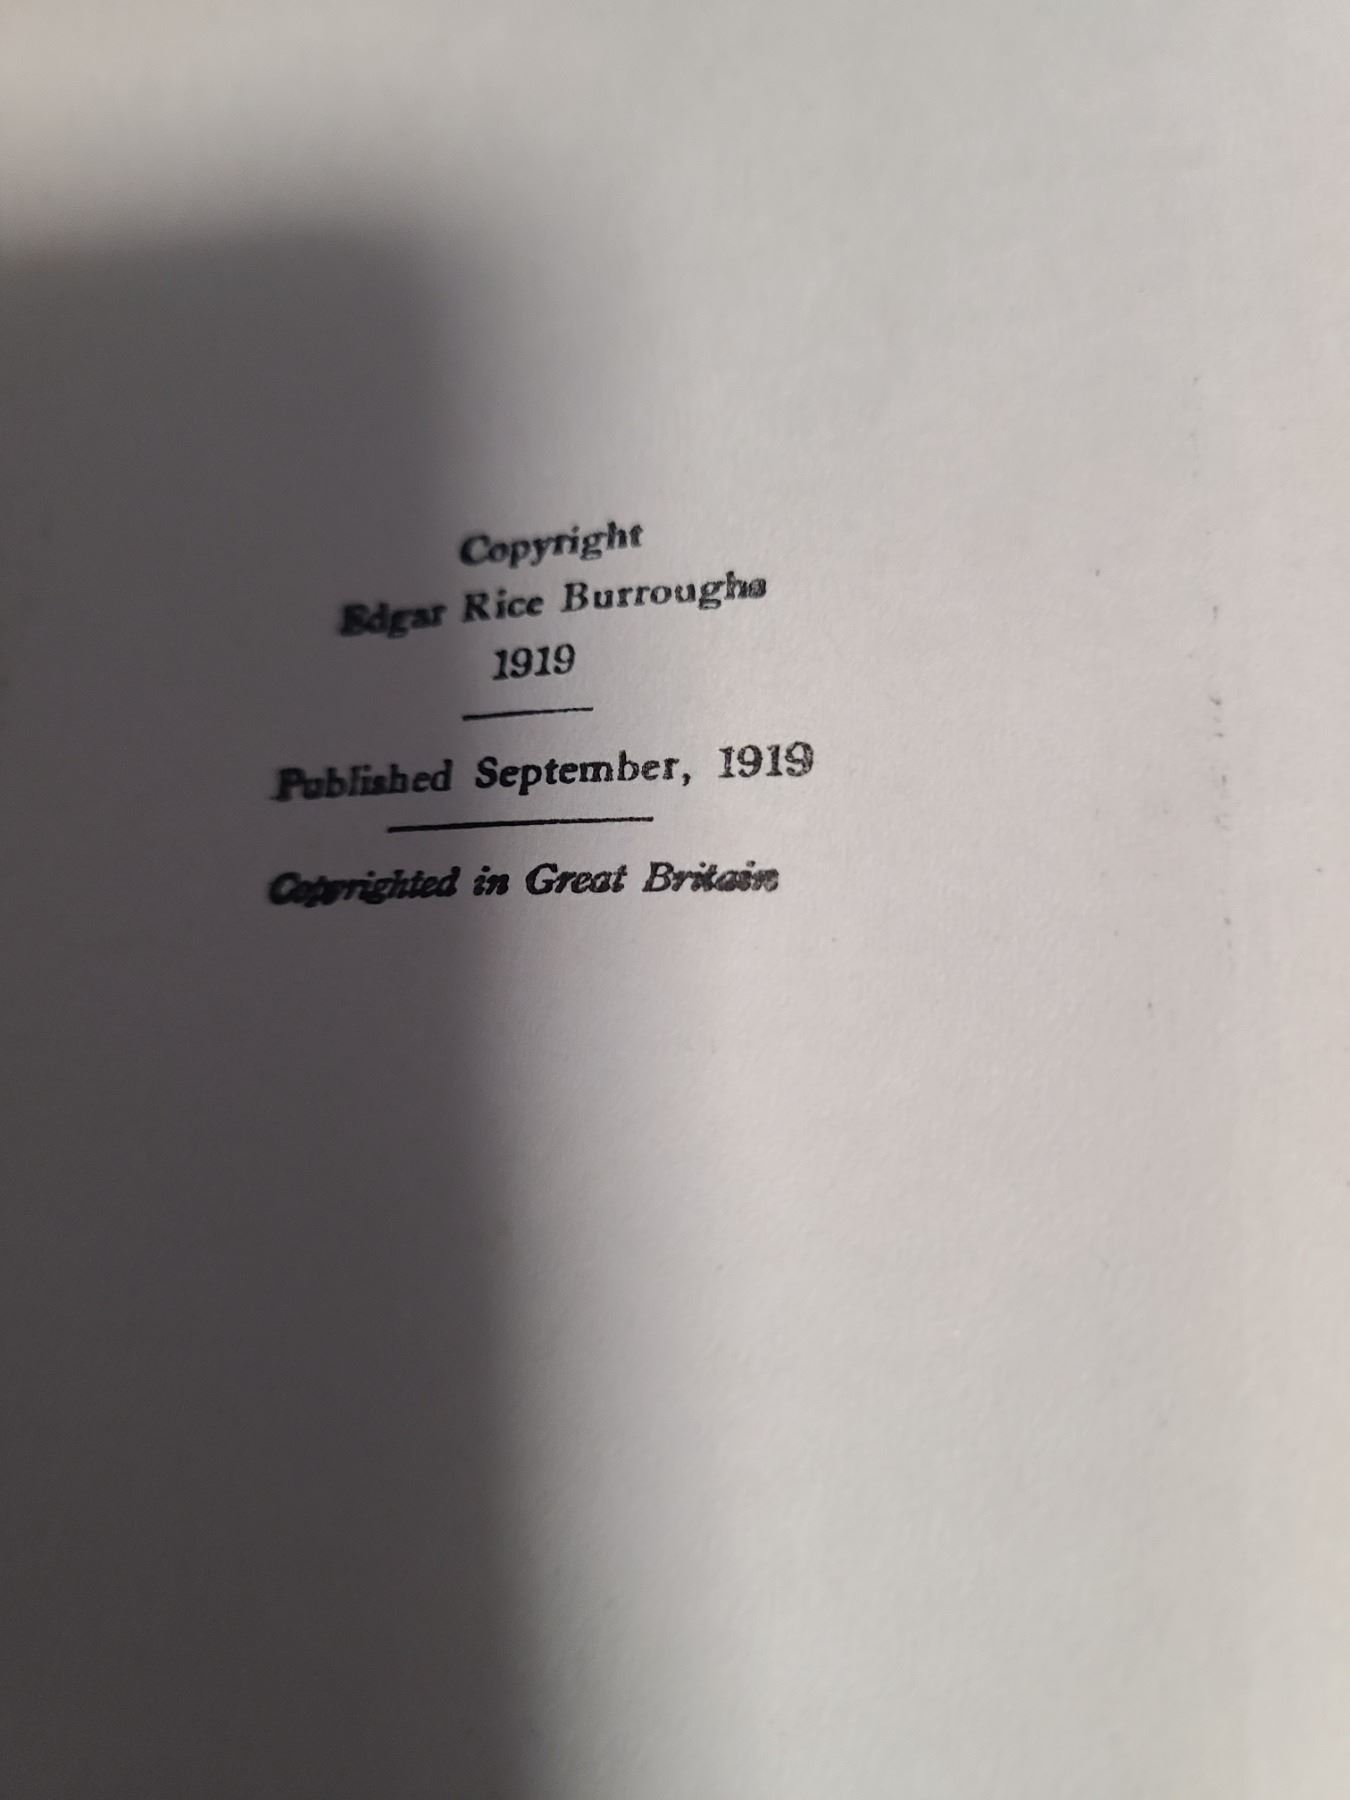 Copyright
Edgar Rice Burroughs
1919
Published September, 1919
Copyrighted in Great Britain